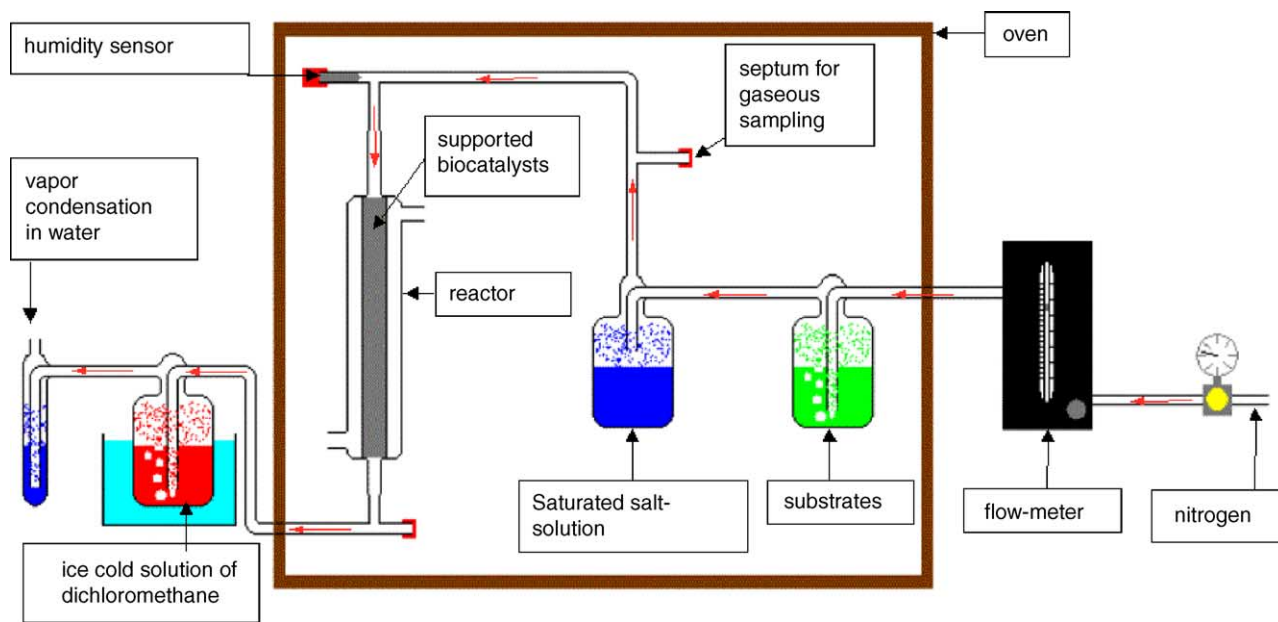 humidity sensor
oven
septum for
gaseous
sampling
supported
biocatalysts
vapor
condensation
in water
reactor
Saturated salt-
solution
substrates
flow-meter
nitrogen
ice cold solution of
dichloromethane